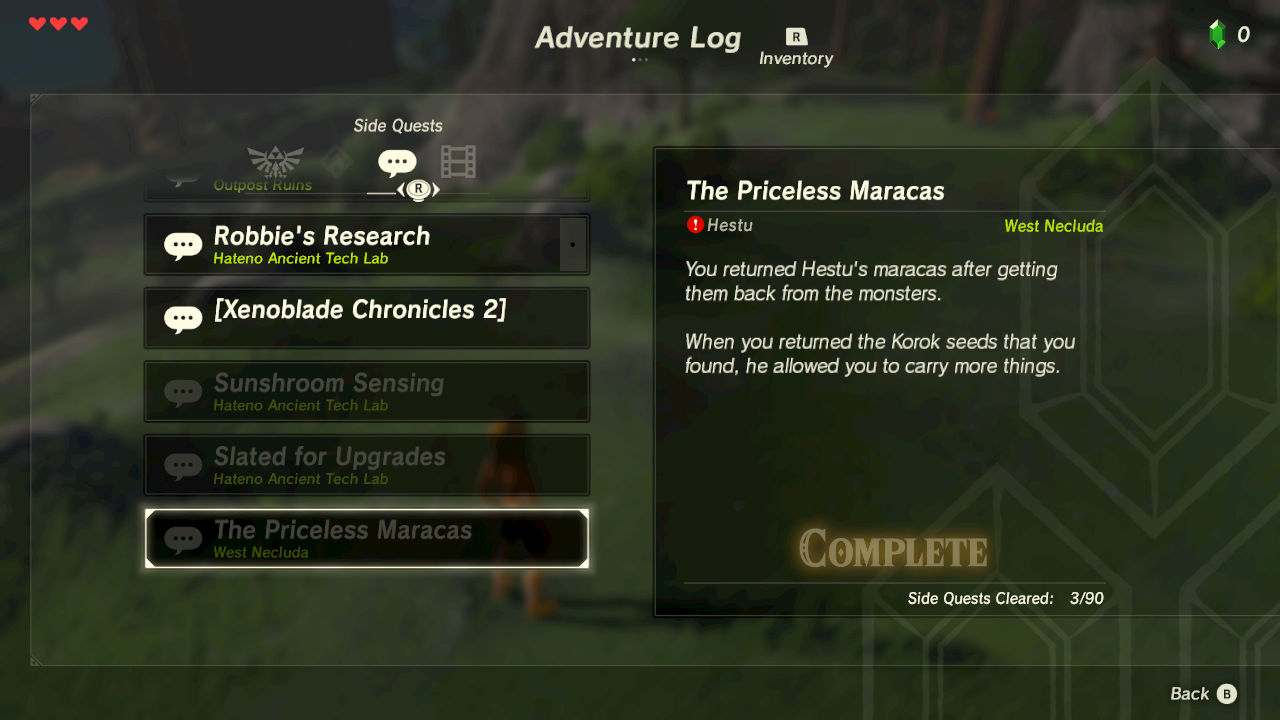 Adventure Log
R
Inventory
0
Side Quests
R
Outpost Ruins
Robbie's Research
Hateno Ancient Tech Lab
[Xenoblade Chronicles 2]
Sunshroom Sensing
Hateno Ancient Tech Lab
Slated for Upgrades
Hateno Ancient Tech Lab
The Priceless Maracas
West Necluda
The Priceless Maracas
! Hestu
West Necluda
You returned Hestu's maracas after getting
them back from the monsters.
When you returned the Korok seeds that you
found, he allowed you to carry more things.
COMPLETE
Side Quests Cleared: 3/90
Back B